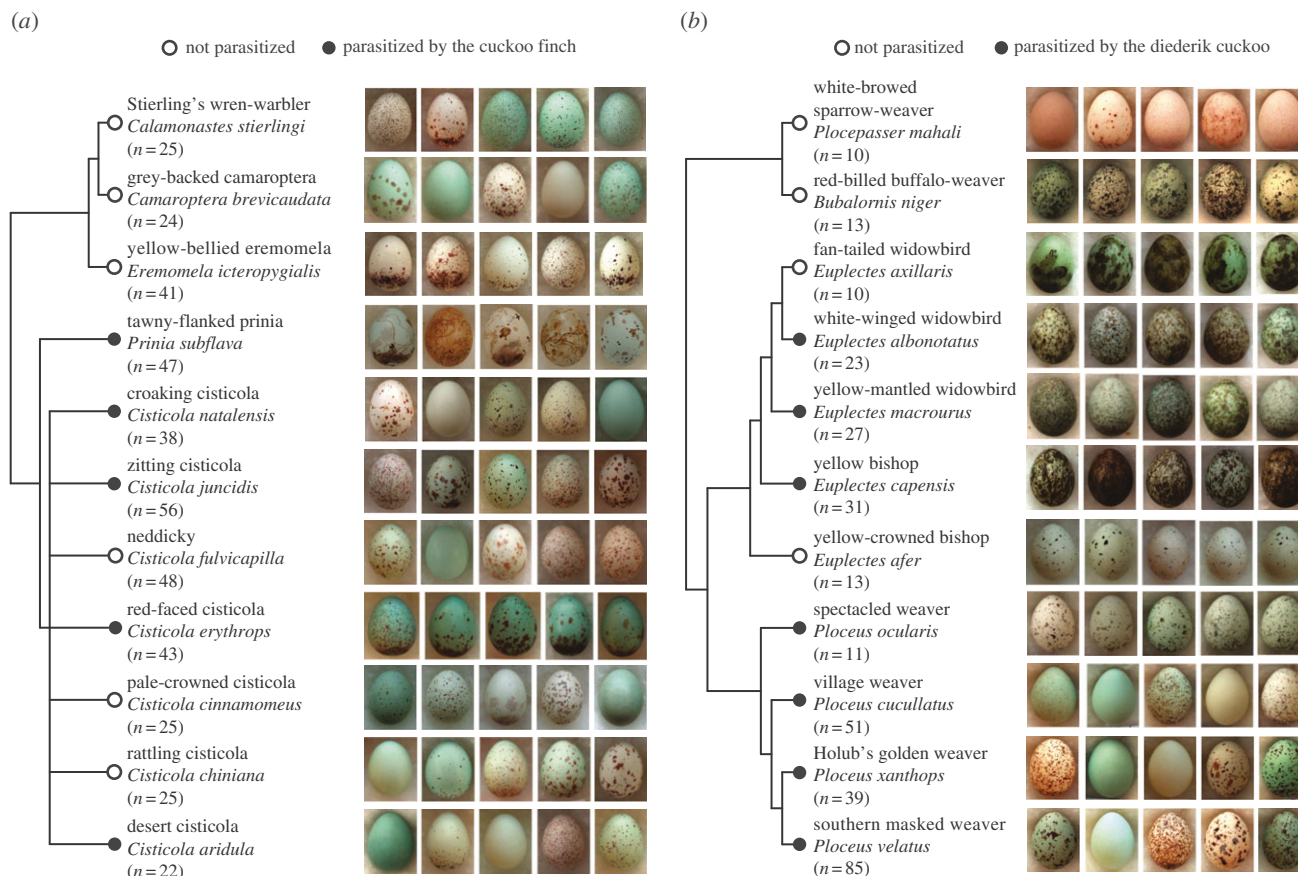 (a)
not parasitized parasitized by the cuckoo finch
Stierling's wren-warbler
Calamonastes stierlingi
(n = 25)
grey-backed camaroptera
Camaroptera brevicaudata
(n = 24)
yellow-bellied eremomela
Eremomela icteropygialis
(n = 41)
tawny-flanked prinia
Prinia subflava
(n = 47)
croaking cisticola
Cisticola natalensis
(n = 38)
zitting cisticola
Cisticola juncidis
(n = 56)
neddicky
Cisticola fulvicapilla
(n = 48)
red-faced cisticola
Cisticola erythrops
(n = 43)
pale-crowned cisticola
Cisticola cinnamomeus
(n = 25)
rattling cisticola
Cisticola chiniana
(n = 25)
desert cisticola
Cisticola aridula
(n = 22)
(b)
not parasitized parasitized by the diederik cuckoo
white-browed
sparrow-weaver
Plocepasser mahali
(n = 10)
red-billed buffalo-weaver
Bubalornis niger
(n = 13)
fan-tailed widowbird
Euplectes axillaris
(n = 10)
white-winged widowbird
Euplectes albonotatus
(n = 23)
yellow-mantled widowbird
Euplectes macrourus
(n = 27)
yellow bishop
Euplectes capensis
(n = 31)
yellow-crowned bishop
Euplectes afer
(n = 13)
spectacled weaver
Ploceus ocularis
(n = 11)
village weaver
Ploceus cucullatus
(n = 51)
Holub's golden weaver
Ploceus xanthops
(n = 39)
southern masked weaver
Ploceus velatus
(n = 85)